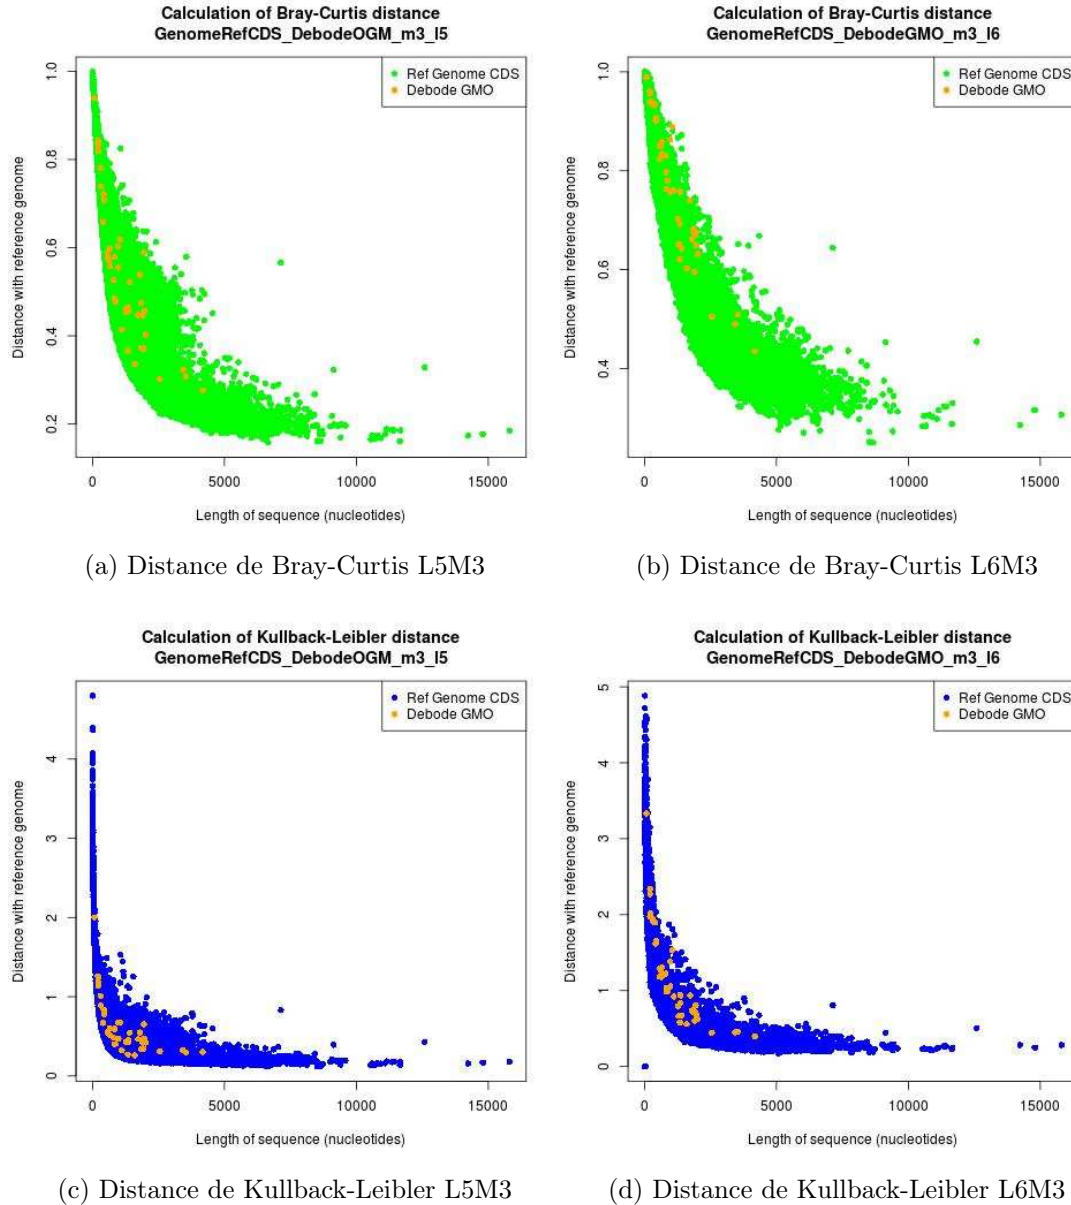 Calculation of Bray-Curtis distance
GenomeRefCDS_DebodeOGM_m3_l5
Ref Genome CDS
Debode GMO
Distance with reference genome
1.0
0.8
0.6
0.4
0.2
0
5000
10000
15000
Length of sequence (nucleotides)
(a) Distance de Bray-Curtis L5M3
Calculation of Bray-Curtis distance
GenomeRefCDS_DebodeGMO_m3_l6
Ref Genome CDS
Debode GMO
Distance with reference genome
1.0
0.8
0.6
0.4
0
5000
10000
15000
Length of sequence (nucleotides)
(b) Distance de Bray-Curtis L6M3
Calculation of Kullback-Leibler distance
GenomeRefCDS_DebodeOGM_m3_l5
Ref Genome CDS
Debode GMO
Distance with reference genome
4
3
2
1
0
0
5000
10000
15000
Length of sequence (nucleotides)
(c) Distance de Kullback-Leibler L5M3
Calculation of Kullback-Leibler distance
GenomeRefCDS_DebodeGMO_m3_l6
Ref Genome CDS
Debode GMO
Distance with reference genome
5
4
3
2
1
0
0
5000
10000
15000
Length of sequence (nucleotides)
(d) Distance de Kullback-Leibler L6M3